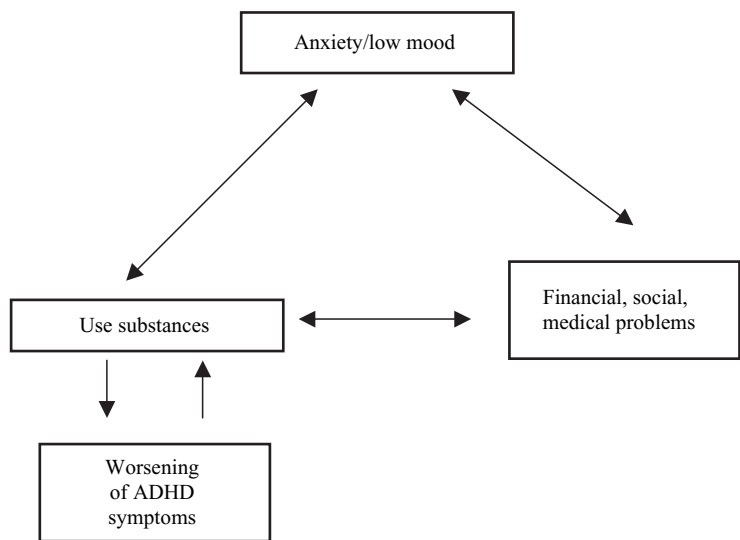 Anxiety/low mood
Financial, social,
medical problems
Use substances
Worsening
of ADHD
symptoms